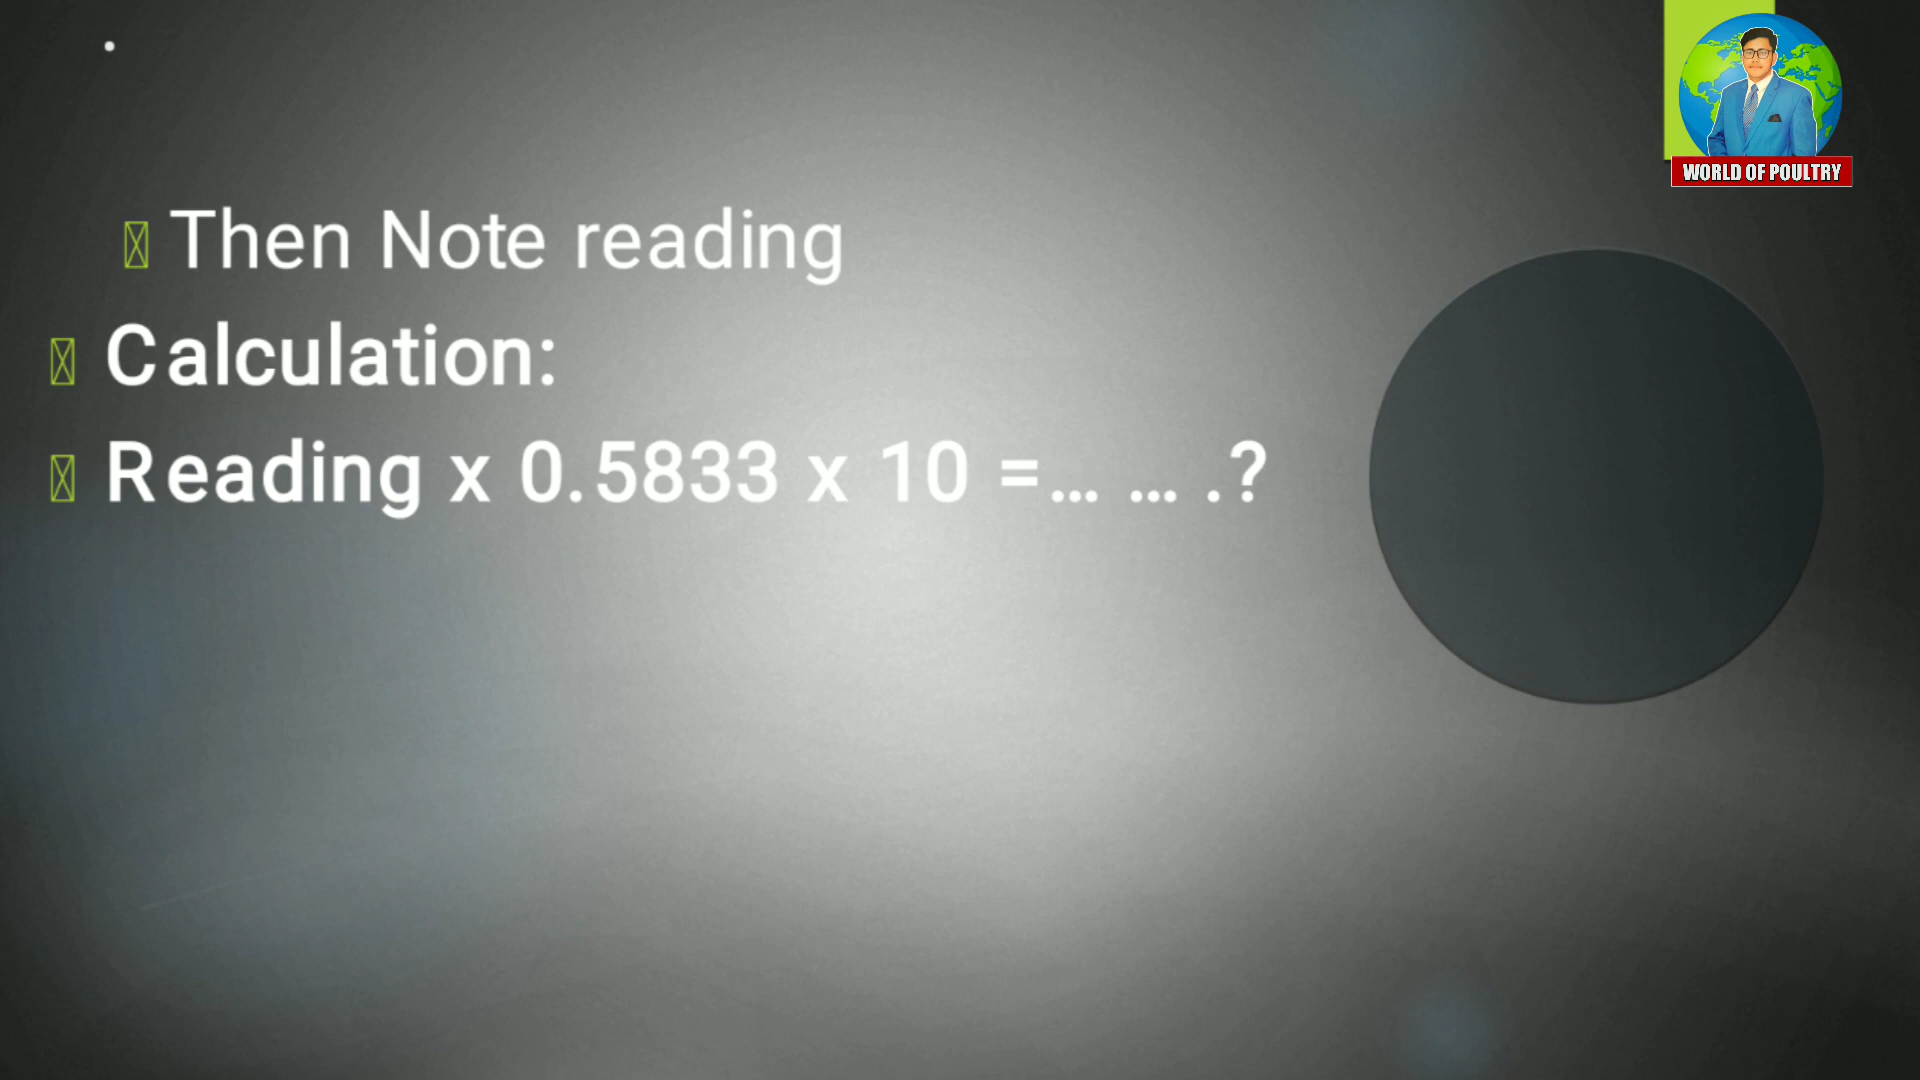 WORLD OF POULTRY
Then Note reading
Calculation:
Reading x 0.5833 x 10 =... ... .?